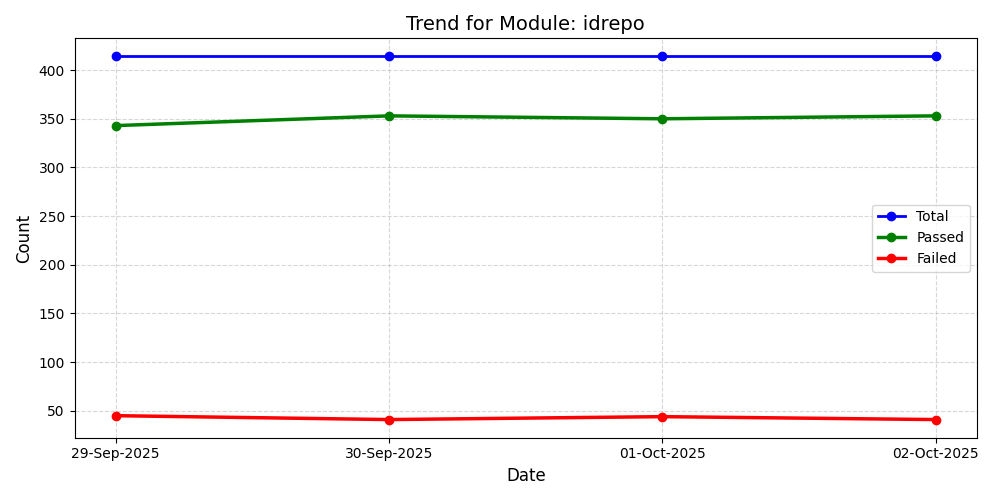 Trend for Module: idrepo
Count
400
350
300
250
200
150
100
50
Total
Passed
Failed
29-Sep-2025
30-Sep-2025
01-Oct-2025
02-Oct-2025
Date